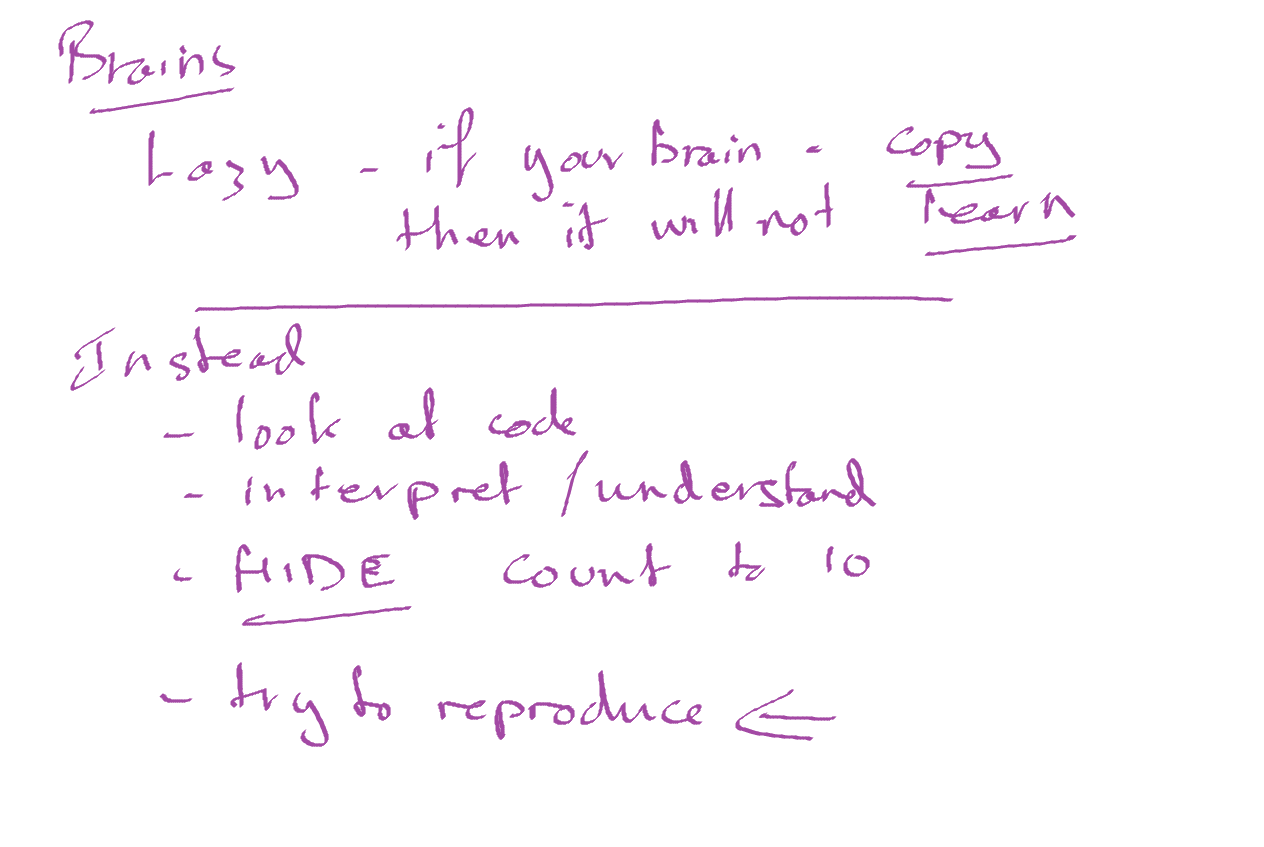 Brains
Lazy - if your brain - copy
then it will not learn
Instead
- look at code
- interpret / understand
- HIDE count to 10
- try to reproduce <=